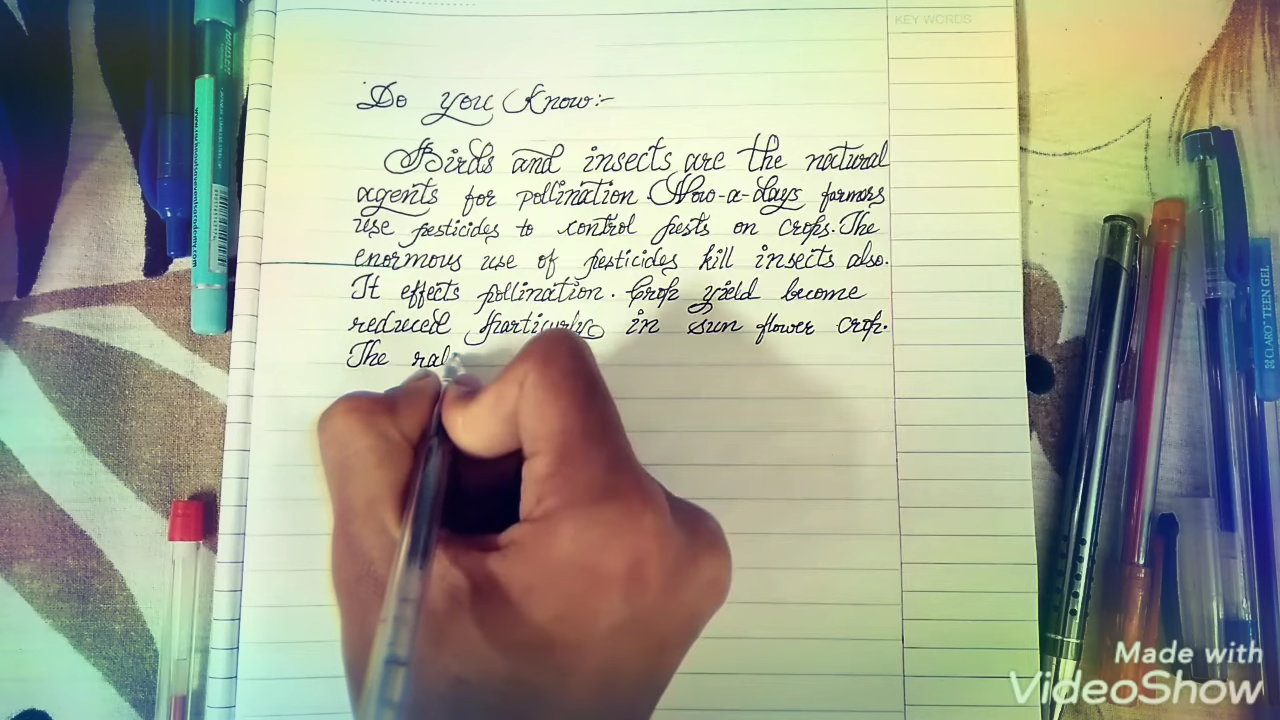 KEY WORDS
Do you Know:-
Birds and insects are the natural
agents for pollination. Now-a-days farmers
use pesticides to control pests on crops. The
enormous use of pesticides kill insects also.
It effects pollination. Crop yield become
reduced in sun flower crop.
The
CLARO TEEN GEL
Made with
VideoShow